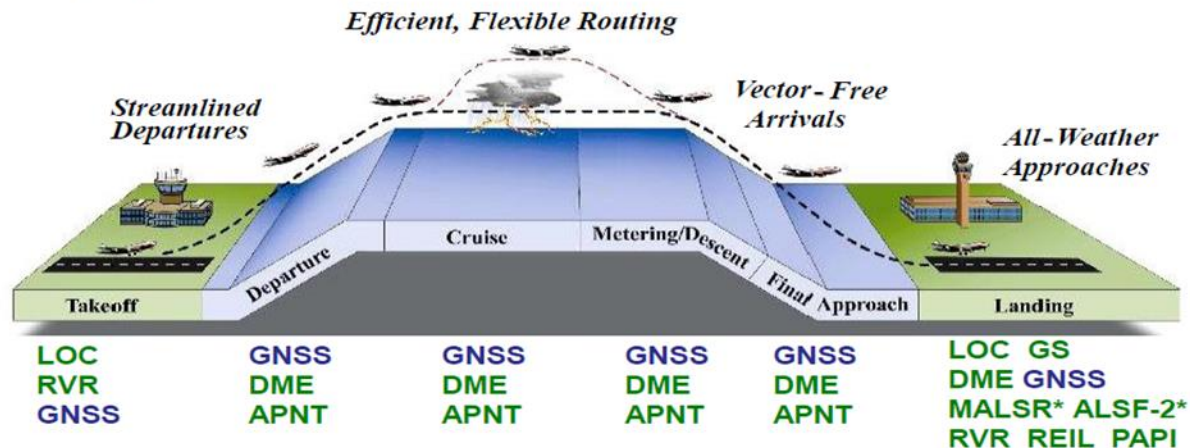 Efficient, Flexible Routing
Streamlined
Departures
Vector-Free
Arrivals
All-Weather
Approaches
Takeoff
Departure
Cruise
Metering/Descent
Final Approach
Landing
LOC
RVR
GNSS
GNSS
DME
APNT
GNSS
DME
APNT
GNSS
DME
APNT
GNSS
DME
APNT
LOC GS
DME GNSS
MALSR* ALSF-2*
RVR REIL PAPI